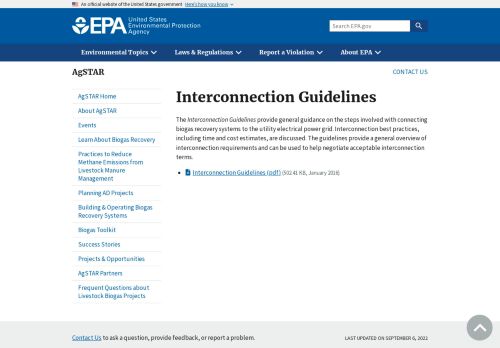 An official website of the United States government Here's how you know
EPA United States
Environmental Protection
Agency
Search EPA.gov
Environmental Topics Laws & Regulations Report a Violation About EPA
AgSTAR
CONTACT US
AgSTAR Home
About AgSTAR
Events
Learn About Biogas Recovery
Practices to Reduce
Methane Emissions from
Livestock Manure
Management
Planning AD Projects
Building & Operating Biogas
Recovery Systems
Biogas Toolkit
Success Stories
Projects & Opportunities
AgSTAR Partners
Frequent Questions about
Livestock Biogas Projects
Interconnection Guidelines
The Interconnection Guidelines provide general guidance on the steps involved with connecting
biogas recovery systems to the utility electrical power grid. Interconnection best practices,
including time and cost estimates, are discussed. The guidelines provide a general overview of
interconnection requirements and can be used to help negotiate acceptable interconnection
terms.
Interconnection Guidelines (pdf) (502.41 KB, January 2016)
Contact Us to ask a question, provide feedback, or report a problem.
LAST UPDATED ON SEPTEMBER 6, 2022